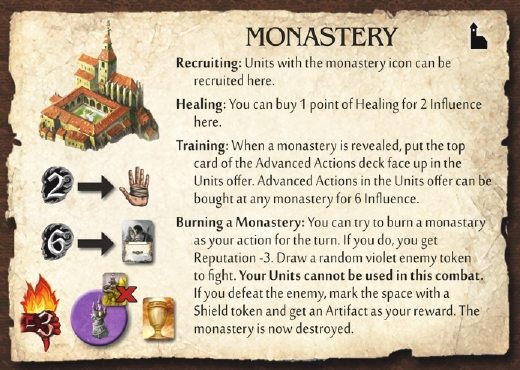 MONASTERY
Recruiting: Units with the monastery icon can be
recruited here.
Healing: You can buy 1 point of Healing for 2 Influence
here.
Training: When a monastery is revealed, put the top
card of the Advanced Actions deck face up in the
Units offer. Advanced Actions in the Units offer can be
bought at any monastery for 6 Influence.
Burning a Monastery: You can try to burn a monastary
as your action for the turn. If you do, you get
Reputation -3. Draw a random violet enemy token
to fight. Your Units cannot be used in this combat.
If you defeat the enemy, mark the space with a
Shield token and get an Artifact as your reward. The
monastery is now destroyed.
2
6
-3